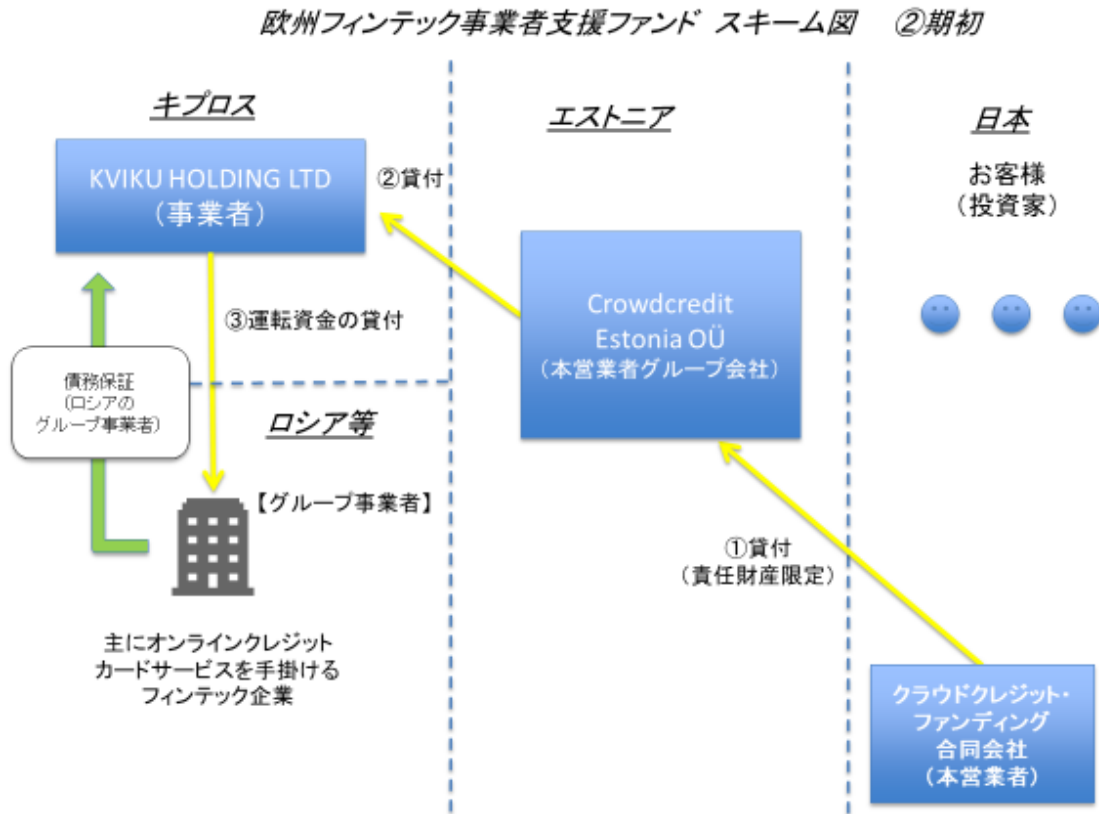 欧州フィンテック事業者支援ファンド スキーム図 ②期初
キプロス
KVIKU HOLDING LTD
(事業者)
②貸付
③運転資金の貸付
債務保証
(ロシアの
グループ事業者)
ロシア等
【グループ事業者】
主にオンラインクレジット
カードサービスを手掛ける
フィンテック企業
エストニア
Crowdcredit
Estonia OÜ
(本営業者グループ会社)
①貸付
(責任財産限定)
日本
お客様
(投資家)
クラウドクレジット・
ファンディング
合同会社
(本営業者)